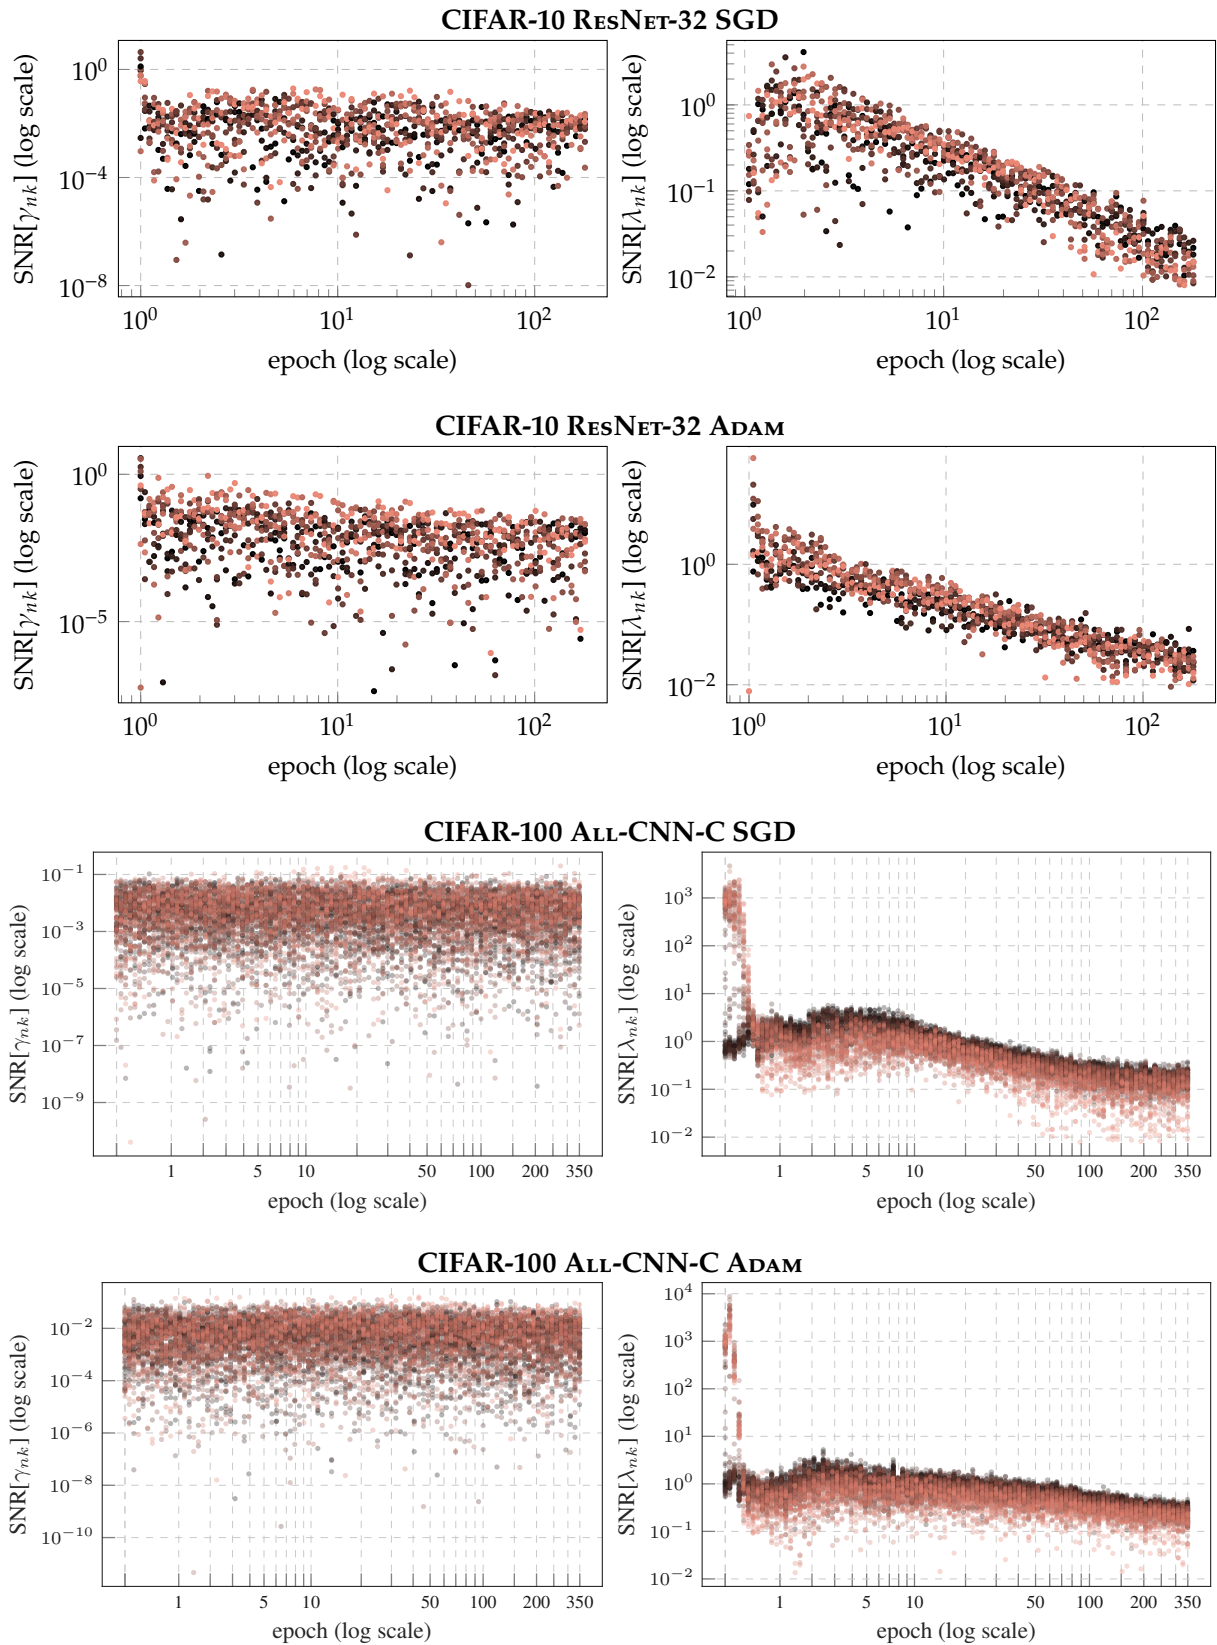 CIFAR-10 ResNet-32 SGD
SNR[γnk] (log scale)
10^0
10^-4
10^-8
10^0
10^1
10^2
epoch (log scale)
SNR[λnk] (log scale)
10^0
10^-1
10^-2
10^0
10^1
10^2
epoch (log scale)
CIFAR-10 ResNet-32 Adam
SNR[γnk] (log scale)
10^0
10^-5
10^0
10^1
10^2
epoch (log scale)
SNR[λnk] (log scale)
10^0
10^-2
10^0
10^1
10^2
epoch (log scale)
CIFAR-100 All-CNN-C SGD
SNR[γnk] (log scale)
10^-1
10^-3
10^-5
10^-7
10^-9
1 5 10 50 100 200 350
epoch (log scale)
SNR[λnk] (log scale)
10^3
10^2
10^1
10^0
10^-1
10^-2
1 5 10 50 100 200 350
epoch (log scale)
CIFAR-100 All-CNN-C Adam
SNR[γnk] (log scale)
10^-2
10^-4
10^-6
10^-8
10^-10
1 5 10 50 100 200 350
epoch (log scale)
SNR[λnk] (log scale)
10^4
10^3
10^2
10^1
10^0
10^-1
10^-2
1 5 10 50 100 200 350
epoch (log scale)